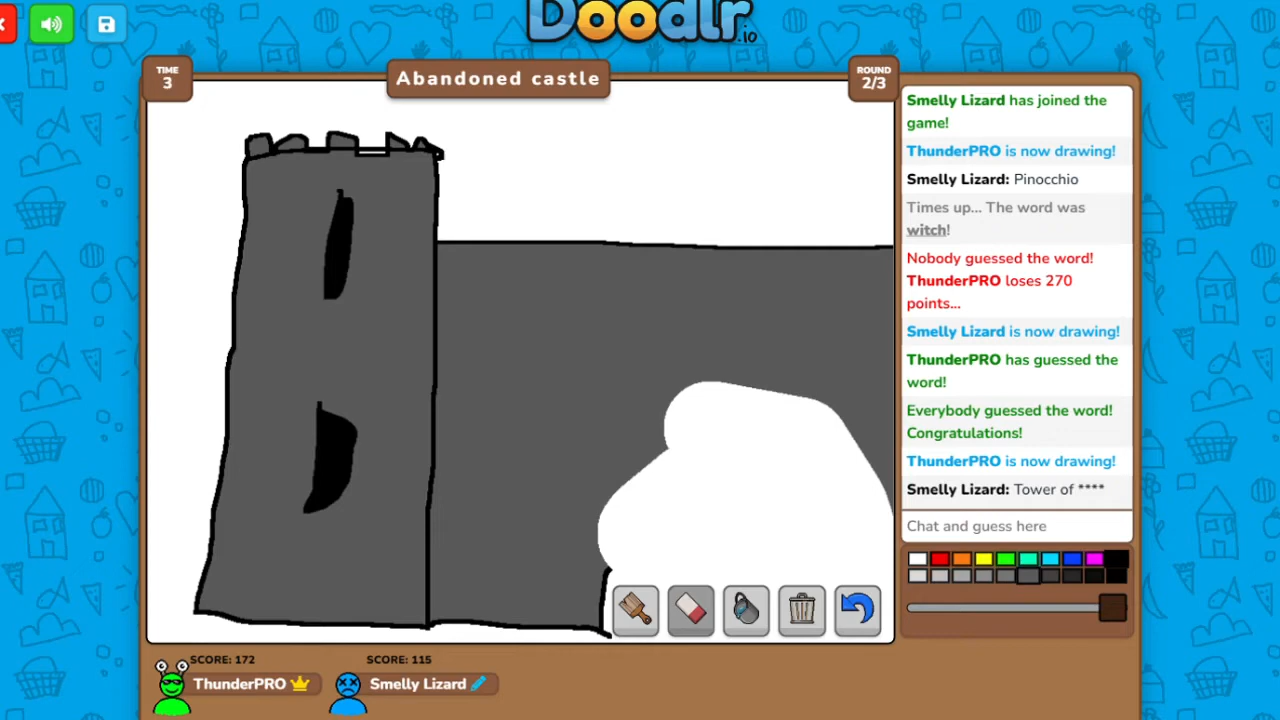 Doodlr.io
TIME
3
Abandoned castle
ROUND
2/3
Smelly Lizard has joined the
game!
ThunderPRO is now drawing!
Smelly Lizard: Pinocchio
Times up... The word was
witch!
Nobody guessed the word!
ThunderPRO loses 270
points...
Smelly Lizard is now drawing!
ThunderPRO has guessed the
word!
Everybody guessed the word!
Congratulations!
ThunderPRO is now drawing!
Smelly Lizard: Tower of ****
Chat and guess here
SCORE: 172
ThunderPRO
SCORE: 115
Smelly Lizard